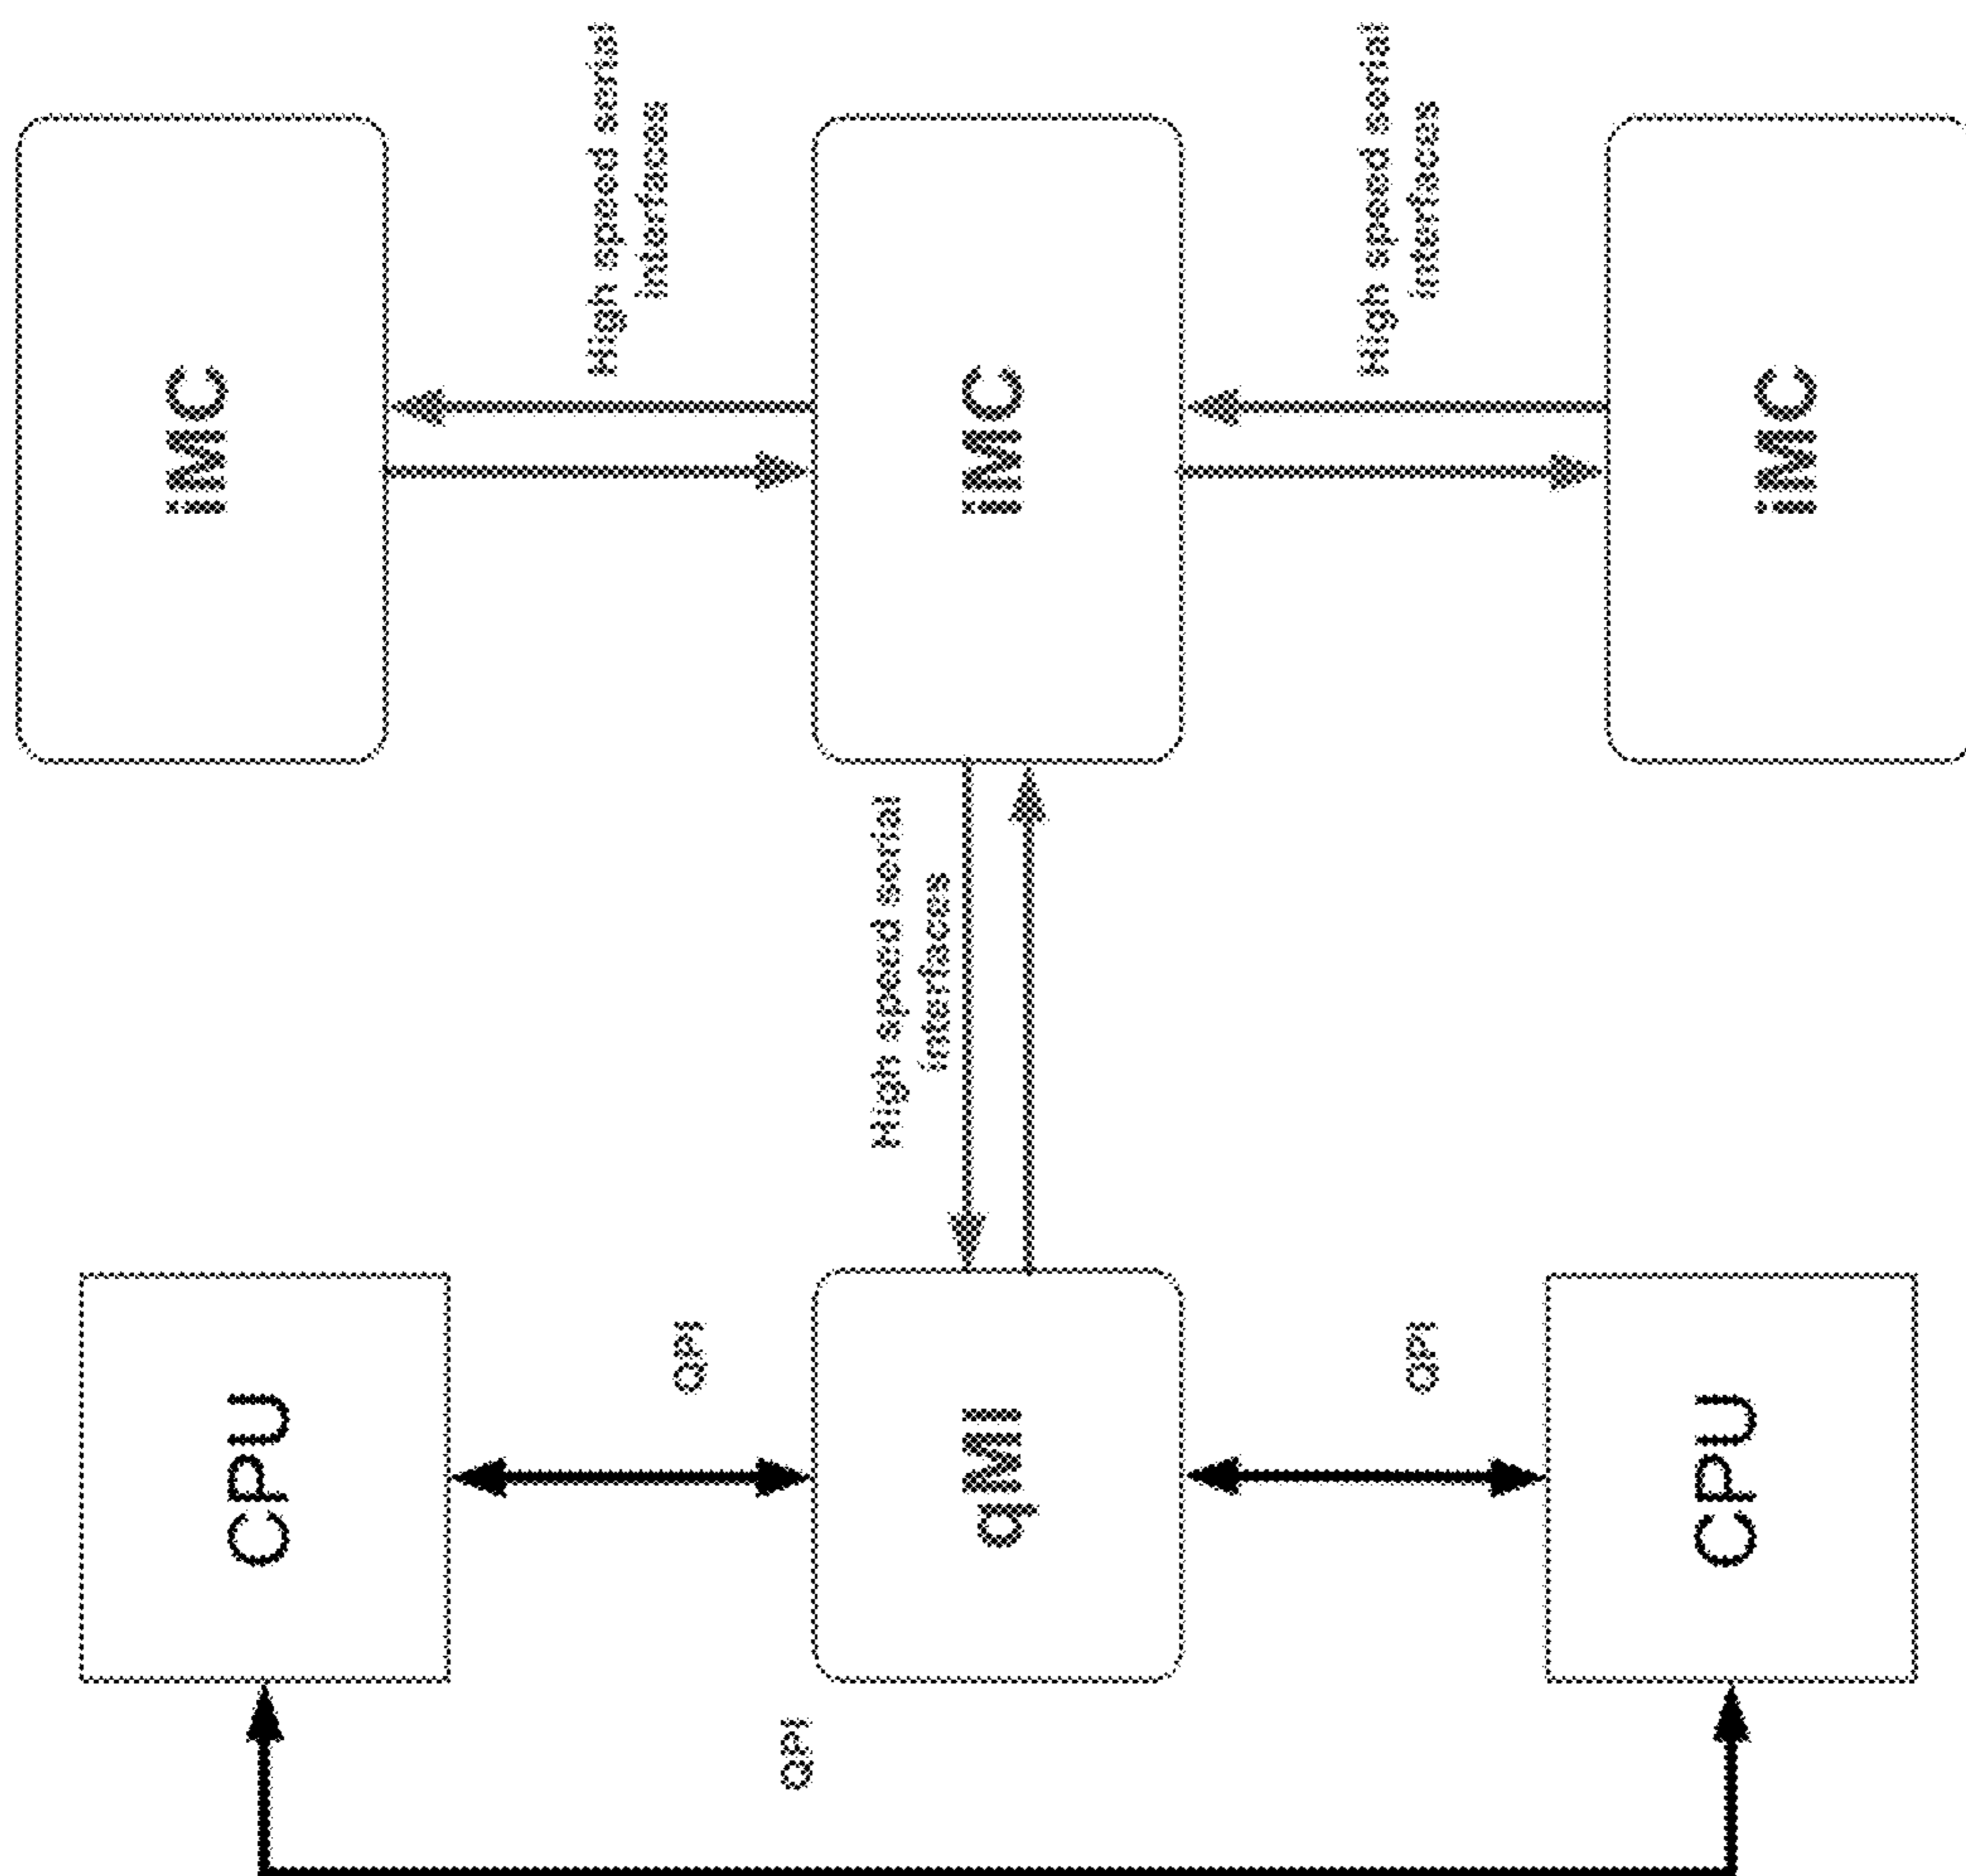 CPU
iMC
High speed serial
interfaces
QPI
QPI
High speed serial
interfaces
qMI
iMC
High speed serial
interfaces
QPI
CPU
iMC